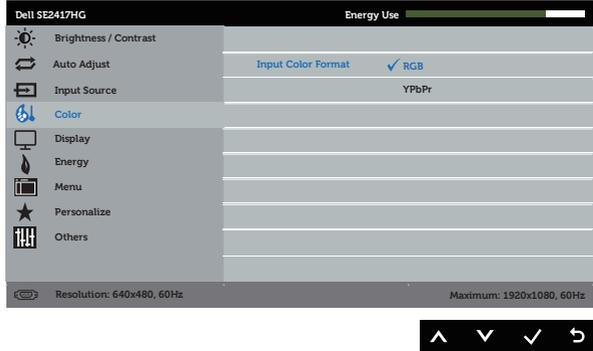 Dell SE2417HG
Energy Use
Brightness / Contrast
Auto Adjust
Input Color Format
RGB
Input Source
YPbPr
Color
Display
Energy
Menu
Personalize
Others
Resolution: 640x480, 60Hz
Maximum: 1920x1080, 60Hz